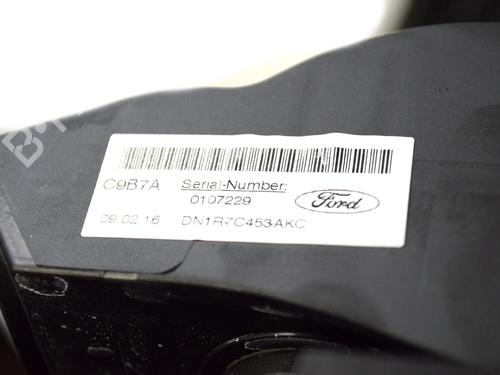 C9B7A Serial-Number:
0107229
Ford
09.02.16 DN1R7C453AKC